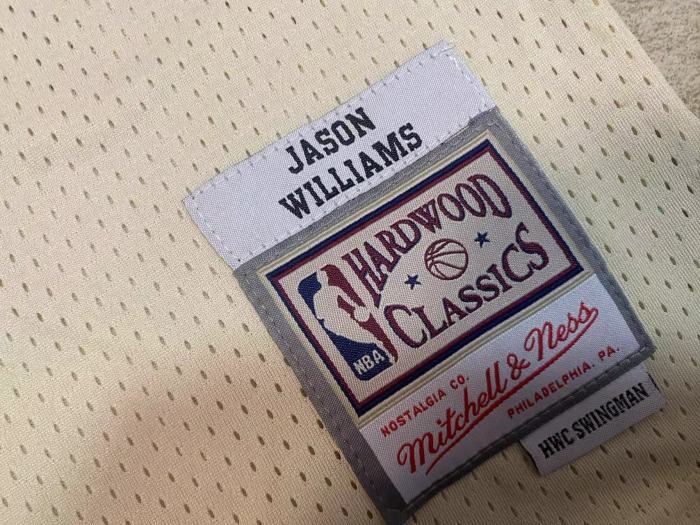 JASON
WILLIAMS
HARDWOOD
CLASSICS
NBA
NOSTALGIA CO.
Mitchell & Ness
PHILADELPHIA, PA.
HWC SWINGMAN